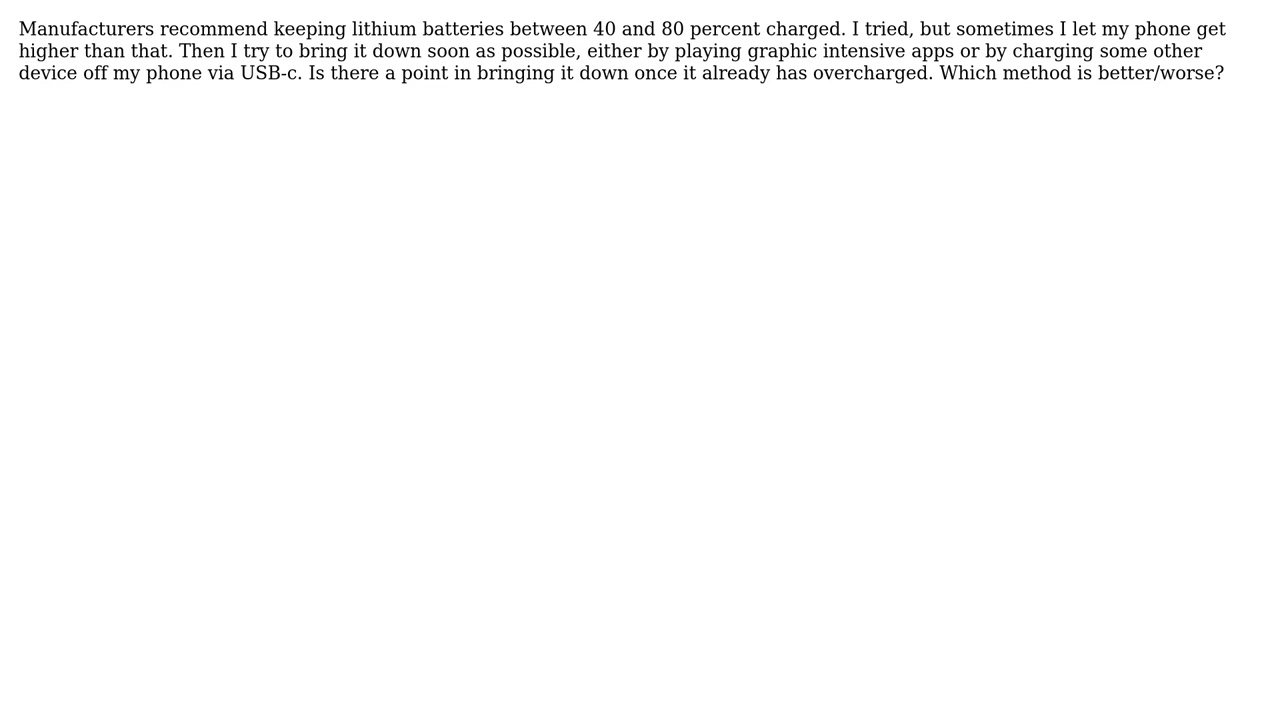 Manufacturers recommend keeping lithium batteries between 40 and 80 percent charged. I tried, but sometimes I let my phone get
higher than that. Then I try to bring it down soon as possible, either by playing graphic intensive apps or by charging some other
device off my phone via USB-c. Is there a point in bringing it down once it already has overcharged. Which method is better/worse?